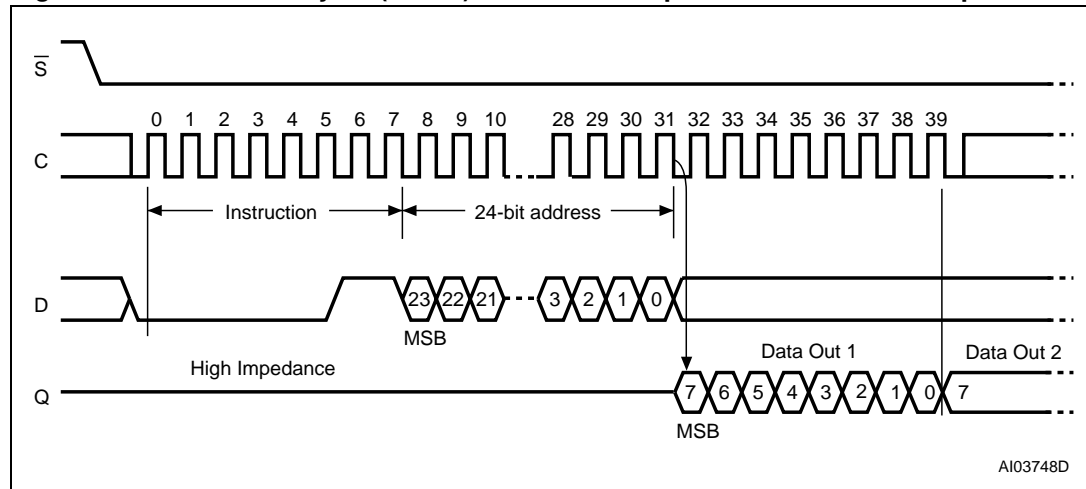 S
0 1 2 3 4 5 6 7 8 9 10 28 29 30 31 32 33 34 35 36 37 38 39
C
Instruction 24-bit address
D 23 22 21 3 2 1 0
MSB
Data Out 1 Data Out 2
High Impedance
Q 7 6 5 4 3 2 1 0 7
MSB
AI03748D